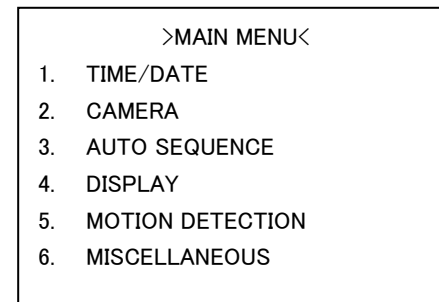 >MAIN MENU<
1. TIME/DATE
2. CAMERA
3. AUTO SEQUENCE
4. DISPLAY
5. MOTION DETECTION
6. MISCELLANEOUS